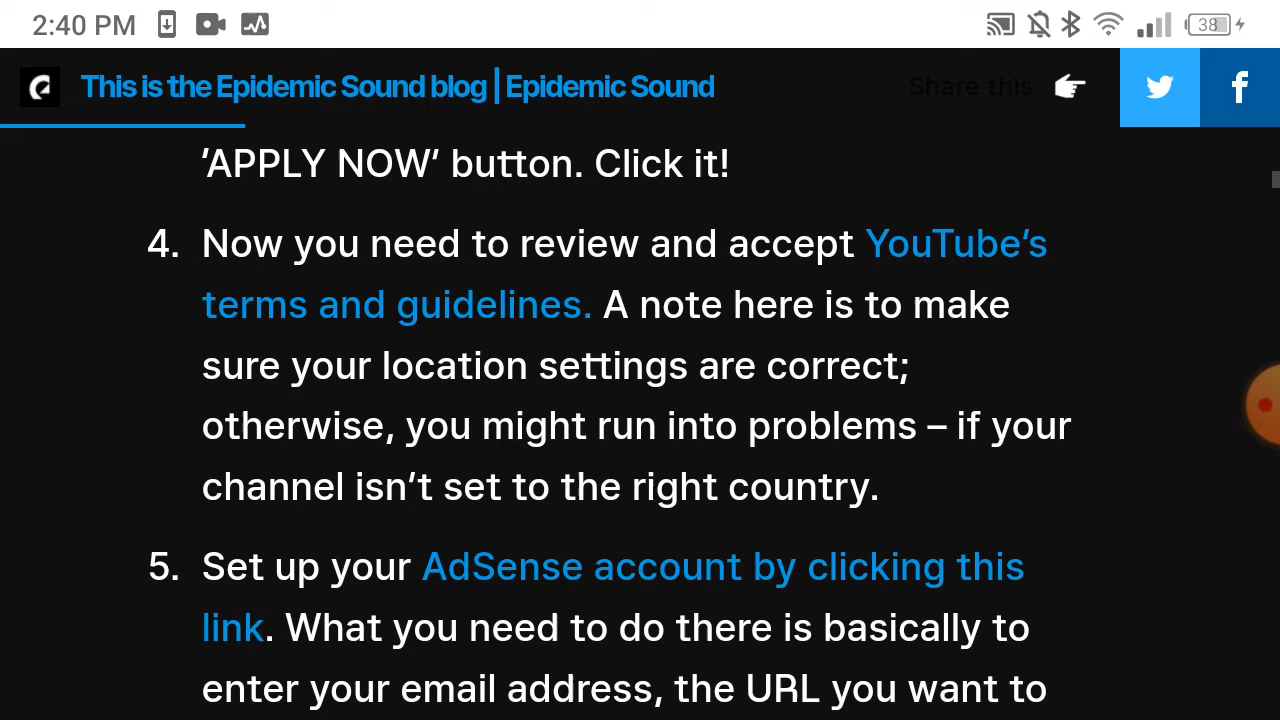 2:40 PM
38
This is the Epidemic Sound blog | Epidemic Sound
Share this
‘APPLY NOW’ button. Click it!
4. Now you need to review and accept YouTube’s
terms and guidelines. A note here is to make
sure your location settings are correct;
otherwise, you might run into problems – if your
channel isn’t set to the right country.
5. Set up your AdSense account by clicking this
link. What you need to do there is basically to
enter your email address, the URL you want to